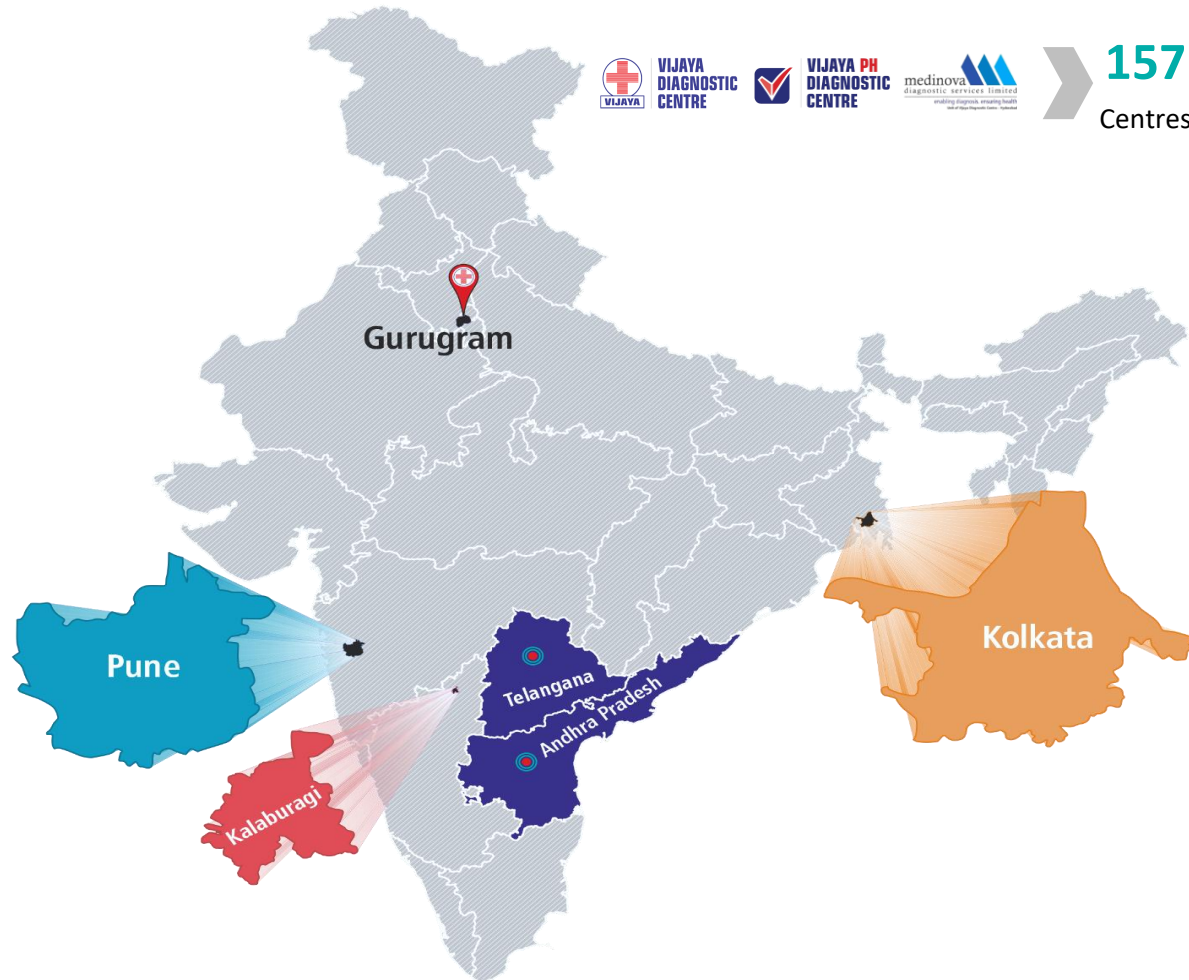 VIJAYA
VIJAYA
DIAGNOSTIC
CENTRE
VIJAYA PH
DIAGNOSTIC
CENTRE
medinova
diagnostic services limited
enabling diagnosis, ensuring health
157
Centres
Gurugram
Pune
Kolkata
Telangana
Andhra Pradesh
Kalaburagi